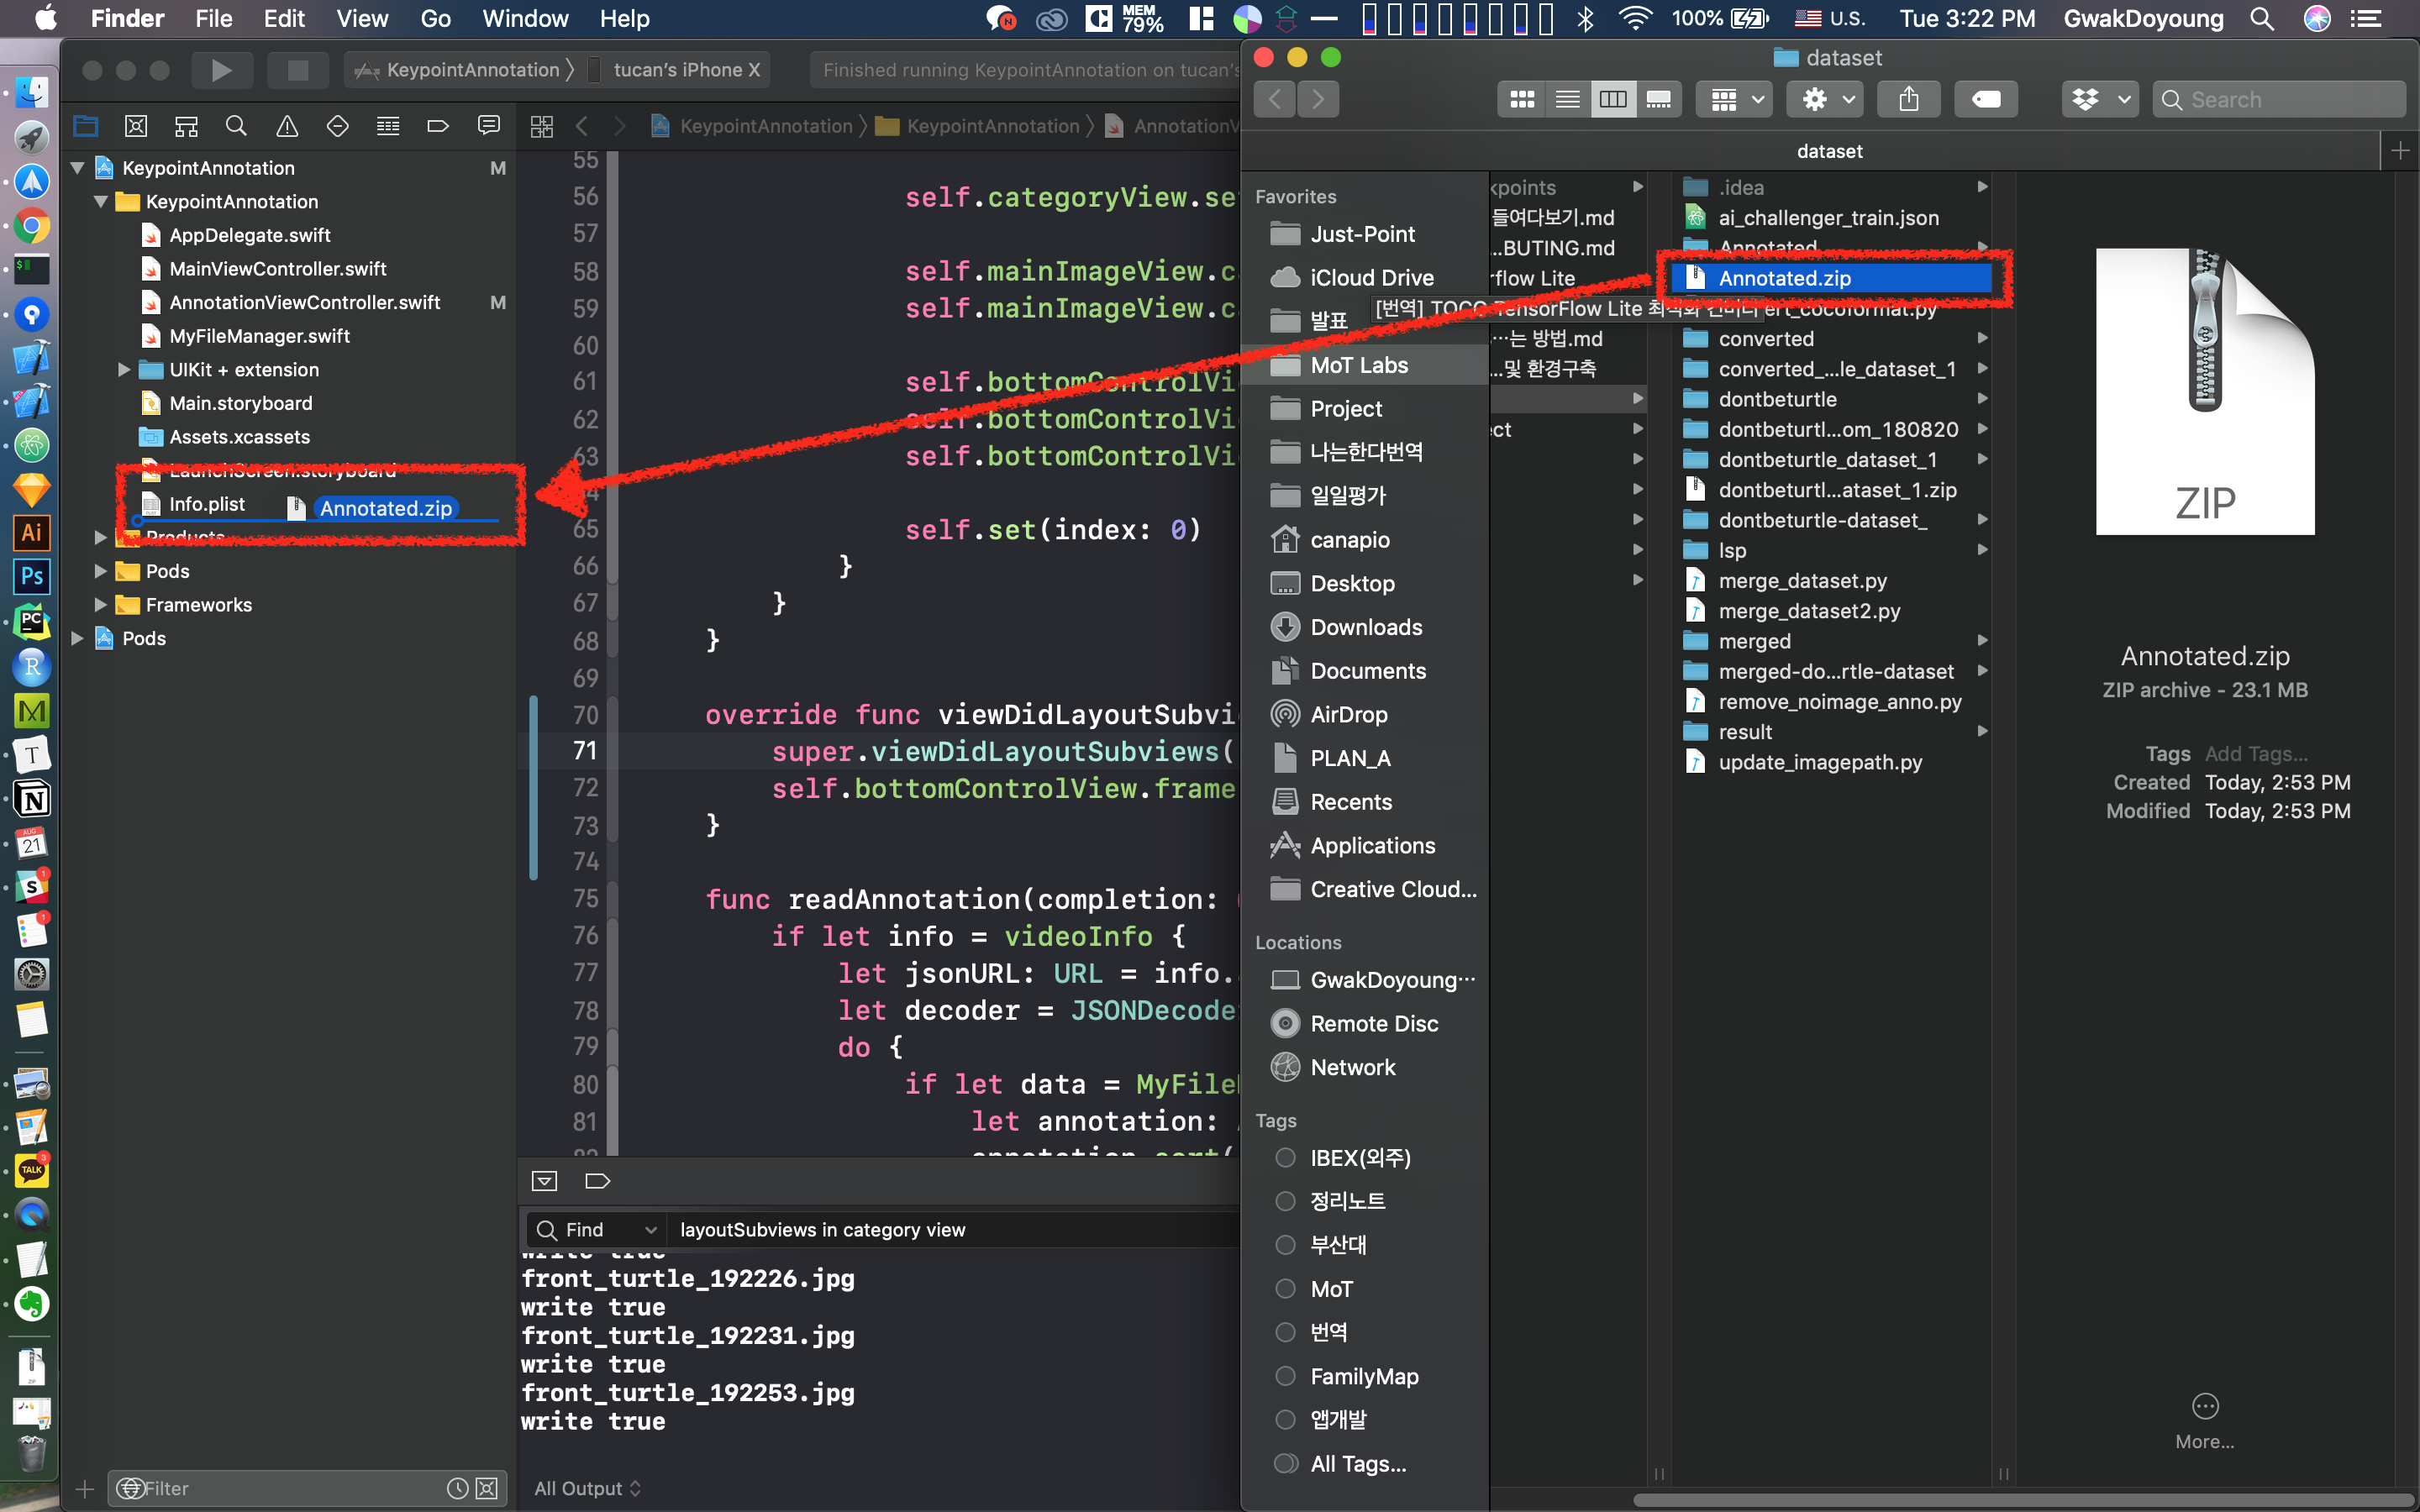 Finder File Edit View Go Window Help
MEM 79% 100% U.S. Tue 3:22 PM GwakDoyoung
KeypointAnnotation tucan's iPhone X
Finished running KeypointAnnotation on tucan's
KeypointAnnotation KeypointAnnotation AnnotationV
KeypointAnnotation M
KeypointAnnotation
AppDelegate.swift
MainViewController.swift
AnnotationViewController.swift M
MyFileManager.swift
UIKit + extension
Main.storyboard
Assets.xcassets
LaunchScreen.storyboard
Info.plist Annotated.zip
Products
Pods
Frameworks
Pods
Filter
55
56 self.categoryView.se
57
58 self.mainImageView.c
59 self.mainImageView.c
60
61 self.bottomControlVi
62 self.bottomControlVi
63 self.bottomControlVi
64
65 self.set(index: 0)
66 }
67 }
68 }
69
70 override func viewDidLayoutSubvi
71 super.viewDidLayoutSubviews(
72 self.bottomControlView.frame
73 }
74
75 func readAnnotation(completion: (
76 if let info = videoInfo {
77 let jsonURL: URL = info.
78 let decoder = JSONDecode
79 do {
80 if let data = MyFile
81 let annotation:
82 annotation.sort(
Find layoutSubviews in category view
write true
front_turtle_192226.jpg
write true
front_turtle_192231.jpg
write true
front_turtle_192253.jpg
write true
All Output
dataset
Search
dataset
Favorites
Just-Point
iCloud Drive
발표
MoT Labs
Project
나는한다번역
일일평가
canapio
Desktop
Downloads
Documents
AirDrop
PLAN_A
Recents
Applications
Creative Cloud...
Locations
GwakDoyoung⋯
Remote Disc
Network
Tags
IBEX(외주)
정리노트
부산대
MoT
번역
FamilyMap
앱개발
All Tags...
kpoints
들여다보기.md
...BUTING.md
rflow Lite
[번역] TOCO TensorFlow Lite 최적화 컨버터
⋯는 방법.md
...및 환경구축
ct
.idea
ai_challenger_train.json
Annotated
Annotated.zip
ert_cocoformat.py
converted
converted_...le_dataset_1
dontbeturtle
dontbeturtl...om_180820
dontbeturtle_dataset_1
dontbeturtl...ataset_1.zip
dontbeturtle-dataset_
lsp
merge_dataset.py
merge_dataset2.py
merged
merged-do...rtle-dataset
remove_noimage_anno.py
result
update_imagepath.py
ZIP
Annotated.zip
ZIP archive - 23.1 MB
Tags Add Tags...
Created Today, 2:53 PM
Modified Today, 2:53 PM
More...
Ai
Ps
PC
R
M
T
N
AUG
21
S
1
1
TALK
3